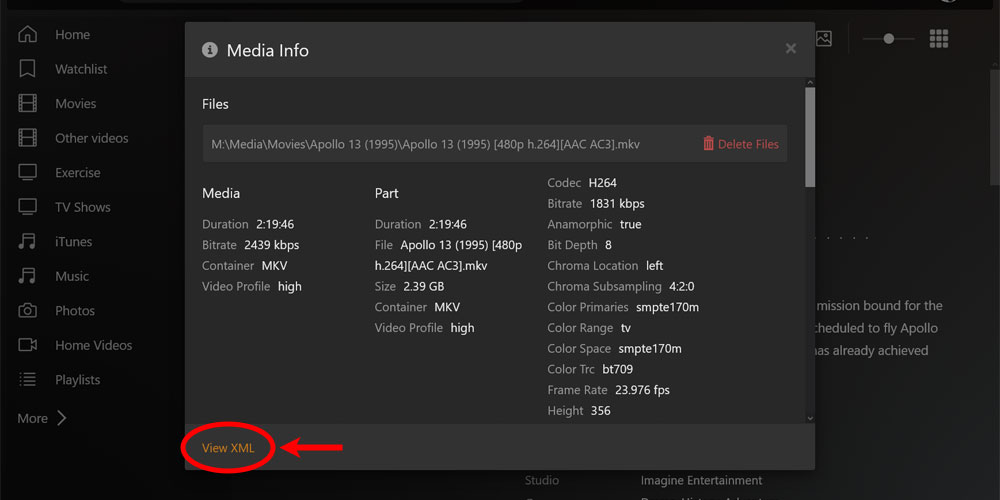 Home
Watchlist
Movies
Other videos
Exercise
TV Shows
iTunes
Music
Photos
Home Videos
Playlists
More
Media Info
Files
M:\Media\Movies\Apollo 13 (1995)\Apollo 13 (1995) [480p h.264][AAC AC3].mkv
Delete Files
Media
Duration 2:19:46
Bitrate 2439 kbps
Container MKV
Video Profile high
Part
Duration 2:19:46
File Apollo 13 (1995) [480p
h.264][AAC AC3].mkv
Size 2.39 GB
Container MKV
Video Profile high
Codec H264
Bitrate 1831 kbps
Anamorphic true
Bit Depth 8
Chroma Location left
Chroma Subsampling 4:2:0
Color Primaries smpte170m
Color Range tv
Color Space smpte170m
Color Trc bt709
Frame Rate 23.976 fps
Height 356
View XML
mission bound for the
cheduled to fly Apollo
has already achieved
Studio
Imagine Entertainment